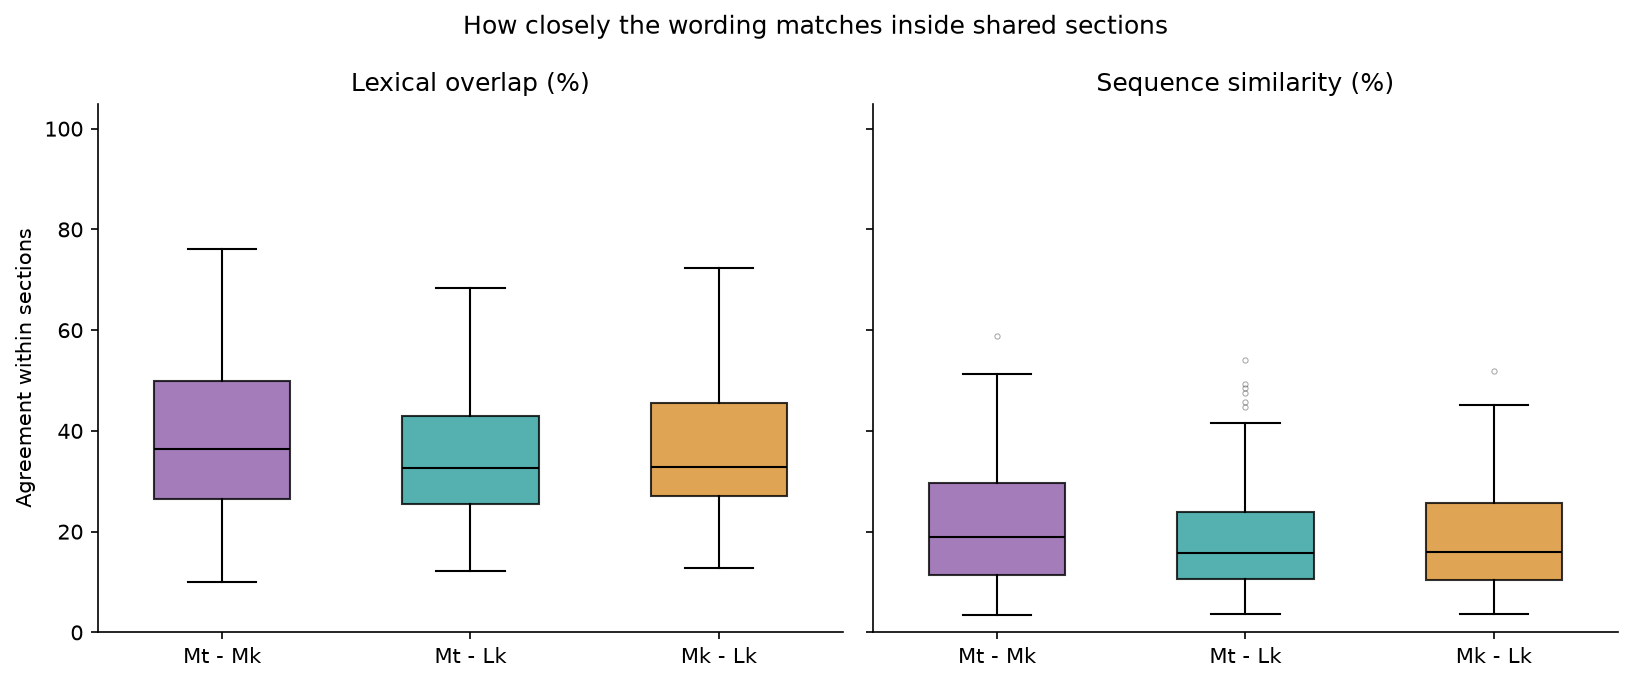 How closely the wording matches inside shared sections
Lexical overlap (%)
Agreement within sections
100
80
60
40
20
0
Mt - Mk
Mt - Lk
Mk - Lk
Sequence similarity (%)
Mt - Mk
Mt - Lk
Mk - Lk